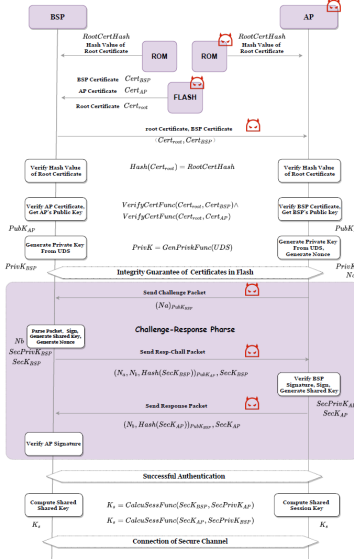 BSP
AP
RootCertHash
RootCertHash
Hash Value of
Root Certificate
ROM
ROM
Hash Value of
Root Certificate
BSP Certificate Cert_BSP
AP Certificate Cert_AP
Root Certificate Cert_root
FLASH
root Certificate, BSP Certificate
(Cert_root, Cert_BSP)
Verify Hash Value
of Root Certificate
Hash(Cert_root) = RootCertHash
Verify Hash Value
of Root Certificate
Verify AP Certificate,
Get AP's Public Key
VerifyCertFunc(Cert_root, Cert_BSP)∧
VerifyCertFunc(Cert_root, Cert_AP)
Verify BSP Certificate,
Get BSP's Public key
PubK_AP
PubK
Generate Private Key
From UDS
PrivK = GenPrivkFunc(UDS)
Generate Private Key
From UDS,
Generate Nonce
PrivK_BSP
PrivK
Na
Integrity Guarantee of Certificates in Flash
Send Challenge Packet
(Na)PubK_BSP
Parse Packet, Sign,
Generate Shared Key,
Generate Nonce
Challenge-Response Pharse
Nb
SecPrivK_BSP
SecK_BSP
Send Resp-Chall Packet
(N_a, N_b, Hash(SecK_BSP))PubK_AP, SecK_BSP
Verify BSP
Signature, Sign,
Generate Shared Key
SecPrivK_A
SecK_AP
Send Response Packet
(N_b, Hash(SecK_AP))PubK_BSP, SecK_AP
Verify AP Signature
Successful Authentication
Compute Shared
Shared Key
K_s = CalcuSessFunc(SecK_BSP, SecPrivK_AP)
K_s = CalcuSessFunc(SecK_AP, SecPrivK_BSP)
Compute Shared
Session Key
K_s
K_s
Connection of Secure Channel